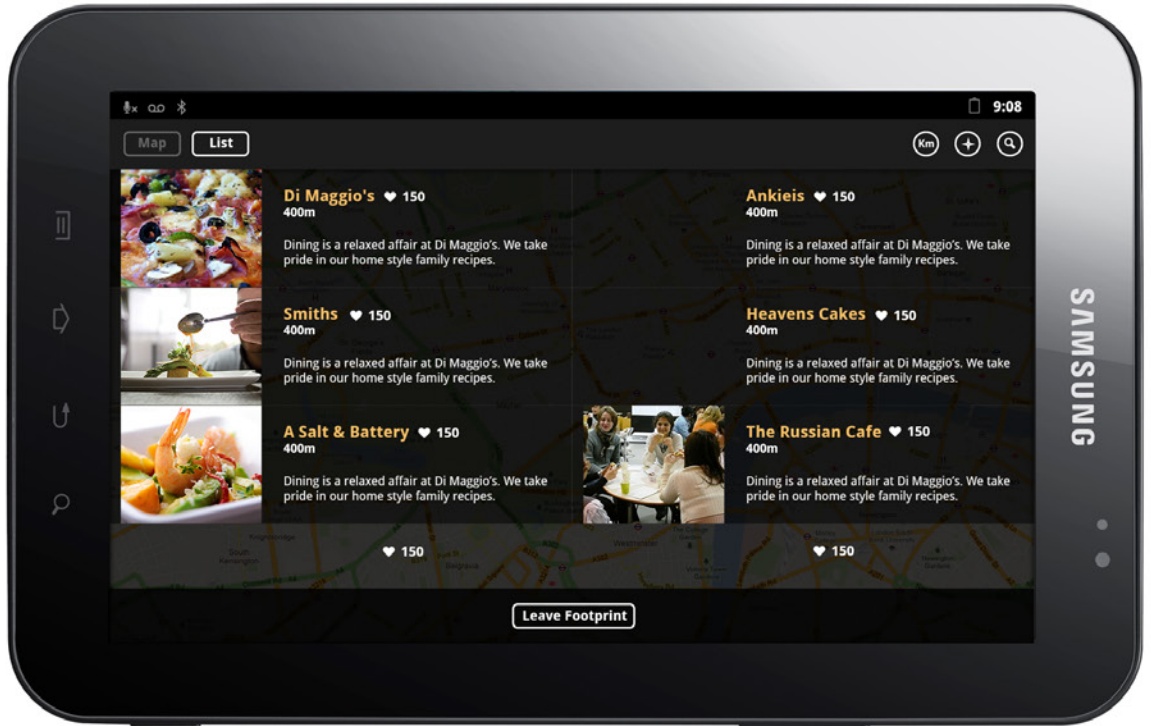 9:08
Map List Km
Di Maggio's 150
400m
Dining is a relaxed affair at Di Maggio's. We take
pride in our home style family recipes.
Ankieis 150
400m
Dining is a relaxed affair at Di Maggio's. We take
pride in our home style family recipes.
Smiths 150
400m
Dining is a relaxed affair at Di Maggio's. We take
pride in our home style family recipes.
Heavens Cakes 150
400m
Dining is a relaxed affair at Di Maggio's. We take
pride in our home style family recipes.
A Salt & Battery 150
400m
Dining is a relaxed affair at Di Maggio's. We take
pride in our home style family recipes.
The Russian Cafe 150
400m
Dining is a relaxed affair at Di Maggio's. We take
pride in our home style family recipes.
Knightsbridge
South
Kensington
Belgravia
Westminster
150
150
Leave Footprint
SAMSUNG